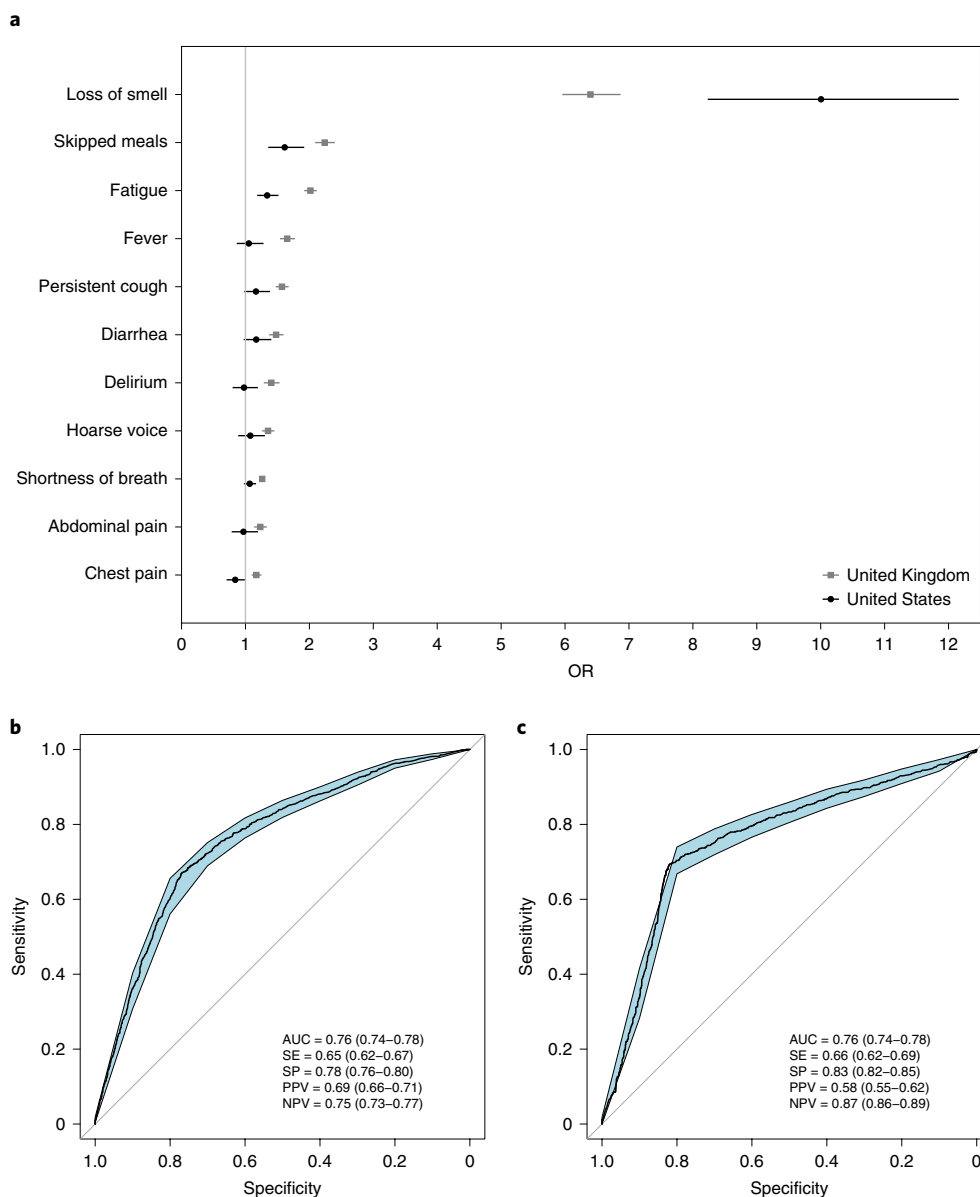 a
Loss of smell
Skipped meals
Fatigue
Fever
Persistent cough
Diarrhea
Delirium
Hoarse voice
Shortness of breath
Abdominal pain
Chest pain
United Kingdom
United States
0 1 2 3 4 5 6 7 8 9 10 11 12
OR
b
1.0
0.8
0.6
0.4
0.2
0
Sensitivity
AUC = 0.76 (0.74–0.78)
SE = 0.65 (0.62–0.67)
SP = 0.78 (0.76–0.80)
PPV = 0.69 (0.66–0.71)
NPV = 0.75 (0.73–0.77)
1.0 0.8 0.6 0.4 0.2 0
Specificity
c
1.0
0.8
0.6
0.4
0.2
0
Sensitivity
AUC = 0.76 (0.74–0.78)
SE = 0.66 (0.62–0.69)
SP = 0.83 (0.82–0.85)
PPV = 0.58 (0.55–0.62)
NPV = 0.87 (0.86–0.89)
1.0 0.8 0.6 0.4 0.2 0
Specificity